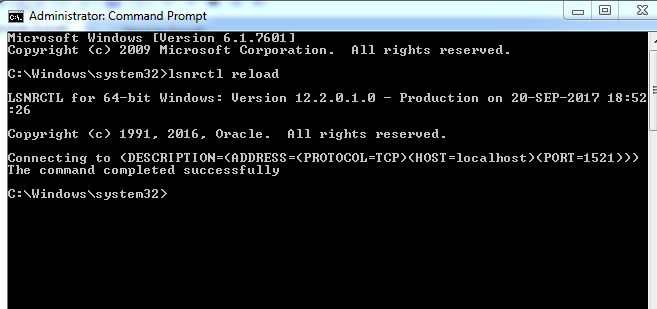 Administrator: Command Prompt
Microsoft Windows [Version 6.1.7601]
Copyright (c) 2009 Microsoft Corporation.  All rights reserved.
C:\Windows\system32>lsnrctl reload
LSNRCTL for 64-bit Windows: Version 12.2.0.1.0 - Production on 20-SEP-2017 18:52
:26
Copyright (c) 1991, 2016, Oracle.  All rights reserved.
Connecting to (DESCRIPTION=(ADDRESS=(PROTOCOL=TCP)(HOST=localhost)(PORT=1521)))
The command completed successfully
C:\Windows\system32>